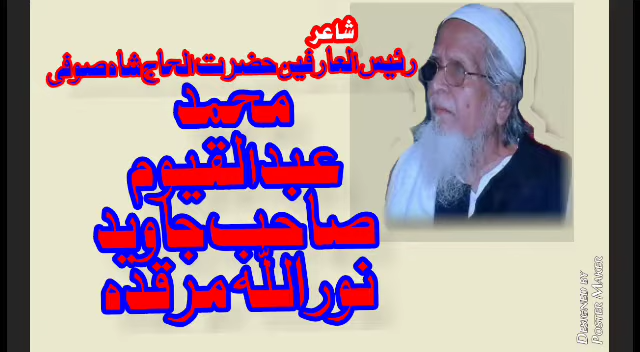 شاعر
رئیس العارفین حضرت الحاج شاہ صوفی
محمد
عبدالقیوم
صاحب جاوید
نوراللہ مرقدہ
DESIGNED BY
POSTER MAKER